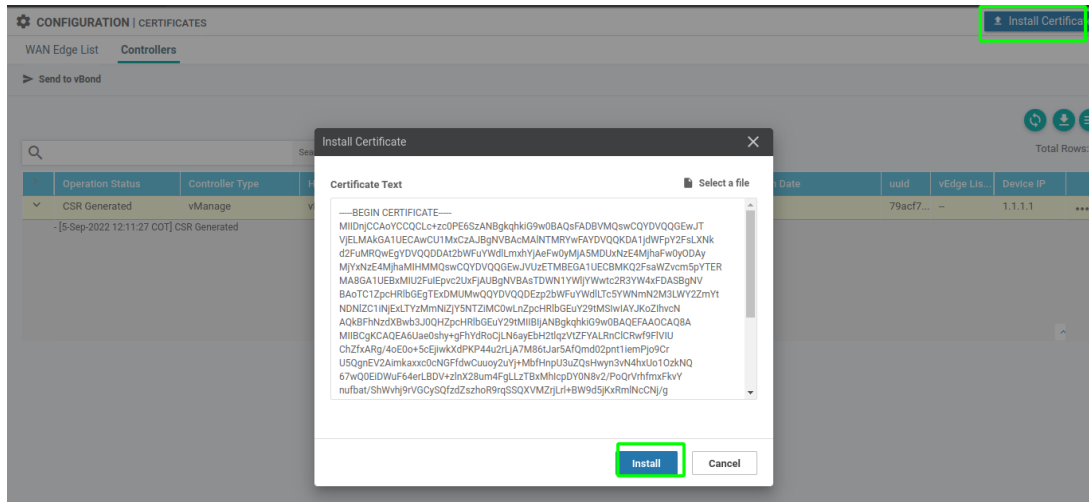 CONFIGURATION | CERTIFICATES
Install Certifica
WAN Edge List Controllers
Send to vBond
Total Rows:
Install Certificate
Operation Status Controller Type uuid vEdge Lis... Device IP
CSR Generated vManage 79acf7... -- 1.1.1.1
- [5-Sep-2022 12:11:27 COT] CSR Generated
Certificate Text Select a file
-----BEGIN CERTIFICATE-----
MIIDnjCCAoYCCQCLc+zc0PE6SzANBgkqhkiG9w0BAQsFADBVMQswCQYDVQQGEwJT
VjELMAkGA1UECAwCU1MxCzAJBgNVBAcMAlNTMRYwFAYDVQQKDA1jdWFpY2FsLXNk
d2FuMRQwEgYDVQQDDAt2bWFuYWdlLmxhYjAeFw0yMjA5MDUxNzE4MjhaFw0yODAy
MjYxNzE4MjhaMIHMMQswCQYDVQQGEwJVUzETMBEGA1UECBMKQ2FsaWZvcm5pYTER
MA8GA1UEBxMIU2FuIEpvc2UxFjAUBgNVBAsTDWN1YWljYWwtc2R3YW4xFDASBgNV
BAoTC1ZpcHRlbGEgTExDMUMwQQYDVQQDEzp2bWFuYWdlLTc5YWNmN2M3LWY2ZmYt
NDNlZC1iNjExLTYzMmNiZjY5NTZiMC0wLnZpcHRlbGEuY29tMSIwIAYJKoZIhvcN
AQkBFhNzdXBwb3J0QHZpcHRlbGEuY29tMIIBIjANBgkqhkiG9w0BAQEFAAOCAQ8A
MIIBCgKCAQEA6Uae0shy+gFhYdRoCjLN6ayEbH2tIqzVtZFYALRnClCRwf9FlVIU
ChZfxARg/4oE0o+5cEjiwkXdPKP44u2rLjA7M86tJar5AfQmd02pnt1iemPjo9Cr
U5QgnEV2Aimkaxxc0cNGFfdwCuuoy2uYj+MbfHnpU3uZQsHwyn3vN4hxUo1OzkNQ
67wQ0EiDWuF64erLBDV+zlnX28um4FgLLzTBxMhIcpDY0N8v2/PoQrVrhfmxFkvY
nufbat/ShWvhj9rVGCySQfzdZszhoR9rqSSQXVMZrjLrl+BW9d5jKxRmlNcCNj/g
Install Cancel